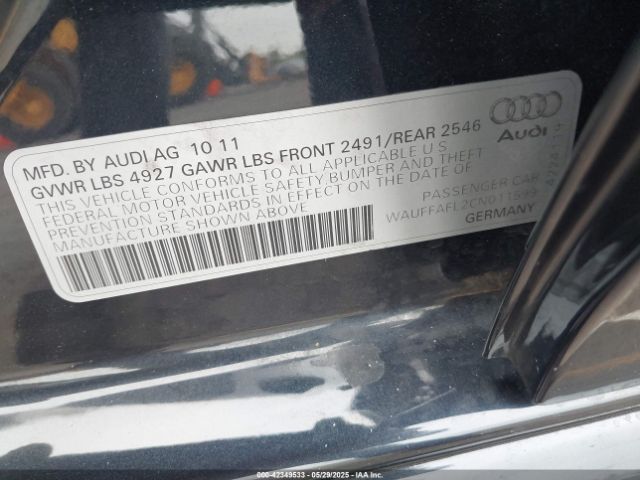 MFD. BY AUDI AG 10 11
GVWR LBS 4927 GAWR LBS FRONT 2491/REAR 2546
THIS VEHICLE CONFORMS TO ALL APPLICABLE U S
FEDERAL MOTOR VEHICLE SAFETY, BUMPER AND THEFT
PREVENTION STANDARDS IN EFFECT ON THE DATE OF
MANUFACTURE SHOWN ABOVE.
PASSENGER CAR
WAUFFAFL2CN011599
GERMANY
Audi
000-42349533 - 05/29/2025 - IAAI, Inc.